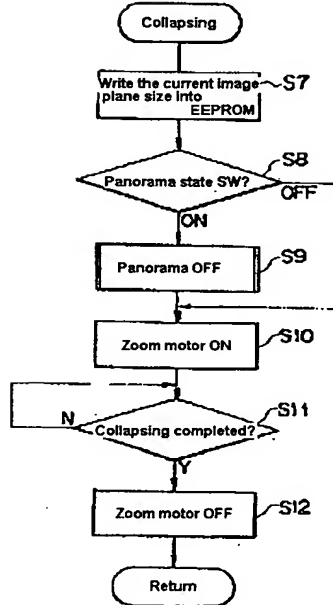 Collapsing
Write the current image
plane size into
EEPROM
S7
Panorama state SW?
S8
OFF
ON
Panorama OFF
S9
Zoom motor ON
S10
Collapsing completed?
S11
N
Y
Zoom motor OFF
S12
Return